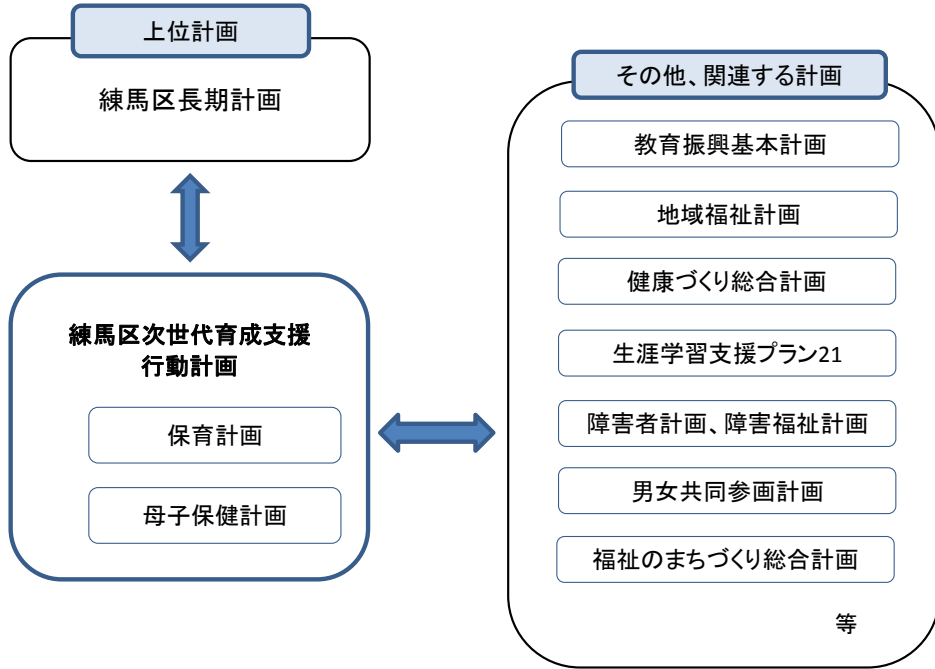 上位計画
練馬区長期計画
練馬区次世代育成支援
行動計画
保育計画
母子保健計画
その他、関連する計画
教育振興基本計画
地域福祉計画
健康づくり総合計画
生涯学習支援プラン21
障害者計画、障害福祉計画
男女共同参画計画
福祉のまちづくり総合計画
等